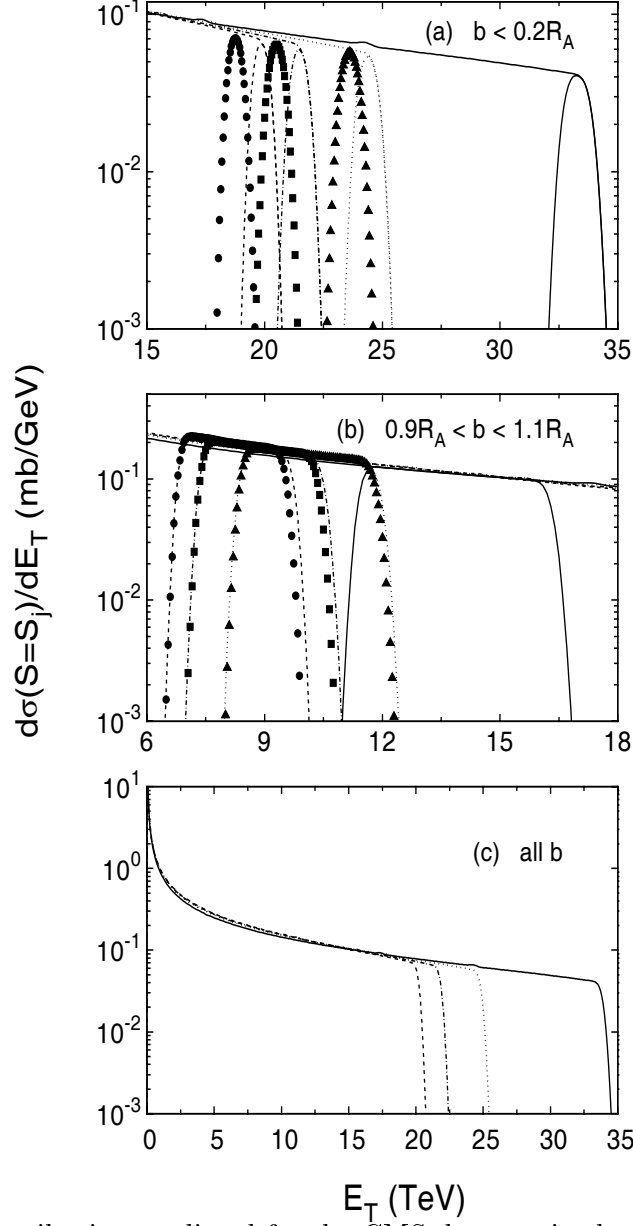 10⁻¹
10⁻²
10⁻³
(a) b < 0.2R_A
15 20 25 30 35
10⁻¹
10⁻²
10⁻³
(b) 0.9R_A < b < 1.1R_A
6 9 12 15 18
dσ(S=S_j)/dE_T (mb/GeV)
10¹
10⁰
10⁻¹
10⁻²
10⁻³
(c) all b
0 5 10 15 20 25 30 35
E_T (TeV)
CMS